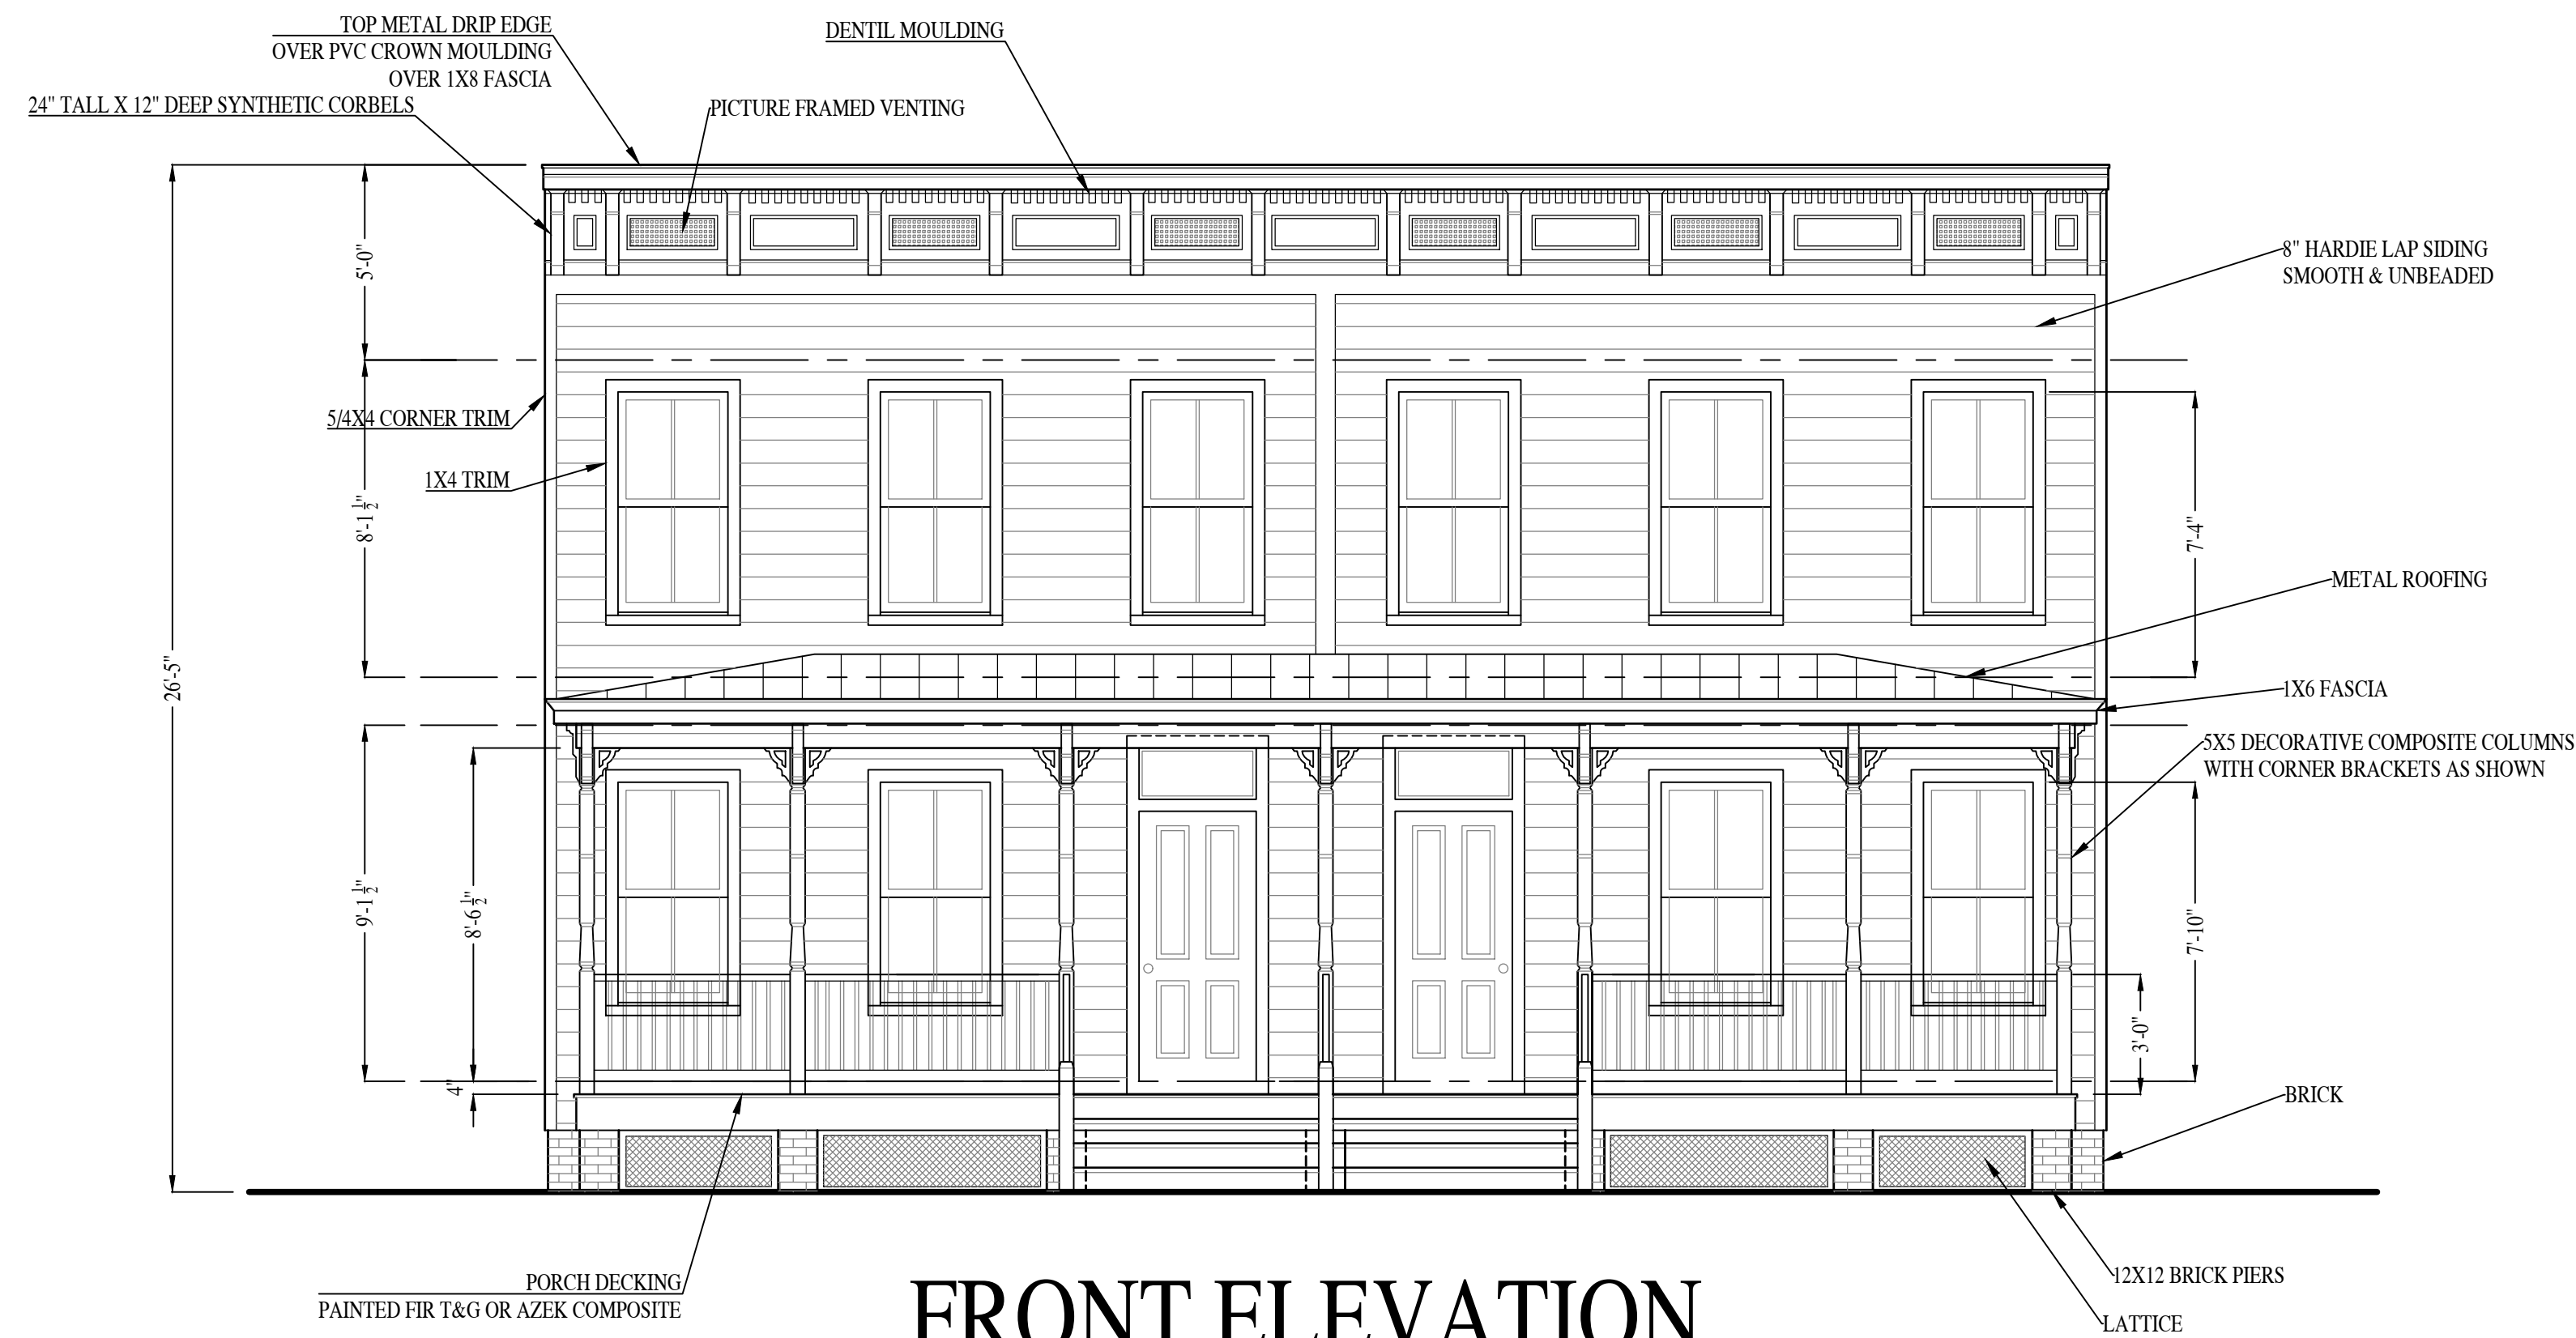 TOP METAL DRIP EDGE
OVER PVC CROWN MOULDING
OVER 1X8 FASCIA
DENTIL MOULDING
24" TALL X 12" DEEP SYNTHETIC CORBELS
PICTURE FRAMED VENTING
5'-0"
8" HARDIE LAP SIDING
SMOOTH & UNBEADED
5/4X4 CORNER TRIM
1X4 TRIM
8'-1 1/2"
7'-4"
METAL ROOFING
26'-5"
1X6 FASCIA
5X5 DECORATIVE COMPOSITE COLUMNS
WITH CORNER BRACKETS AS SHOWN
9'-1 1/2"
8'-6 1/2"
7'-10"
3'-0"
4"
BRICK
PORCH DECKING
PAINTED FIR T&G OR AZEK COMPOSITE
12X12 BRICK PIERS
LATTICE
FRONT ELEVATION